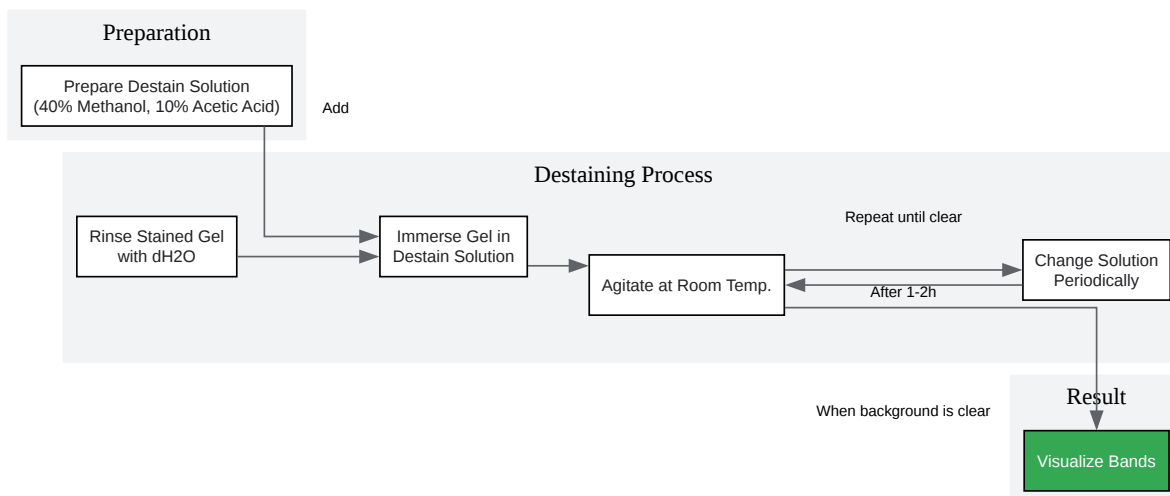 Preparation
Prepare Destain Solution
(40% Methanol, 10% Acetic Acid)
Add
Destaining Process
Rinse Stained Gel
with dH2O
Immerse Gel in
Destain Solution
Agitate at Room Temp.
Repeat until clear
After 1-2h
Change Solution
Periodically
When background is clear
Result
Visualize Bands